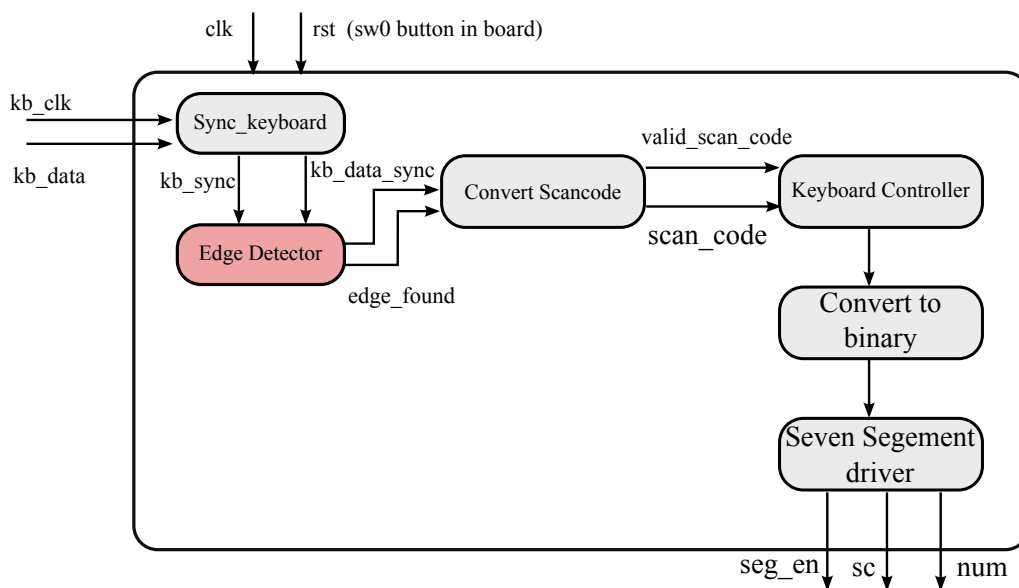 clk
rst (sw0 button in board)
kb_clk
kb_data
Sync_keyboard
kb_sync
kb_data_sync
Edge Detector
edge_found
Convert Scancode
valid_scan_code
scan_code
Keyboard Controller
Convert to
binary
Seven Segement
driver
seg_en
sc
num